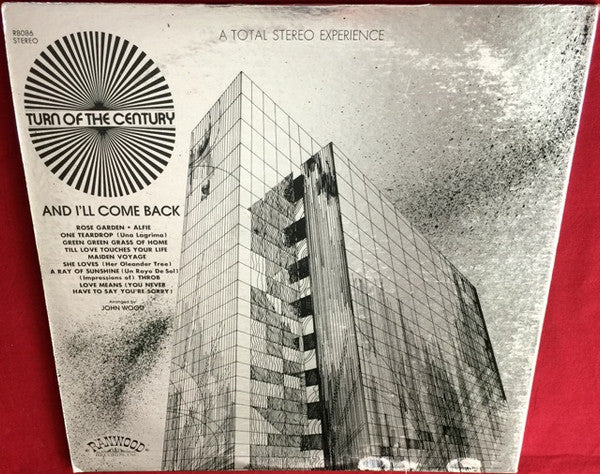 R8086
STEREO
A TOTAL STEREO EXPERIENCE
TURN OF THE CENTURY
AND I'LL COME BACK
ROSE GARDEN • ALFIE
ONE TEARDROP (Una Lagrima)
GREEN GREEN GRASS OF HOME
TILL LOVE TOUCHES YOUR LIFE
MAIDEN VOYAGE
SHE LOVES (Her Oleander Tree)
A RAY OF SUNSHINE (Un Rayo De Sol)
(Impressions of) THROB
LOVE MEANS (YOU NEVER
HAVE TO SAY YOU'RE SORRY)
Arranged by
JOHN WOOD
RANWOOD